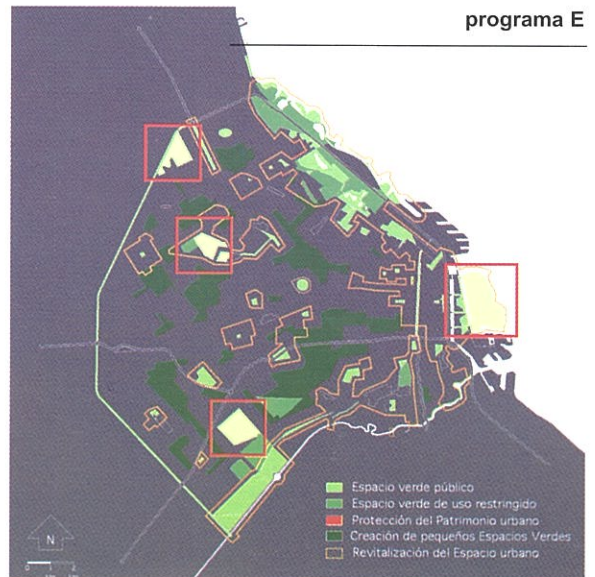 programa E
Espacio verde público
Espacio verde de uso restringido
Protección del Patrimonio urbano
Creación de pequeños Espacios Verdes
Revitalización del Espacio urbano
N